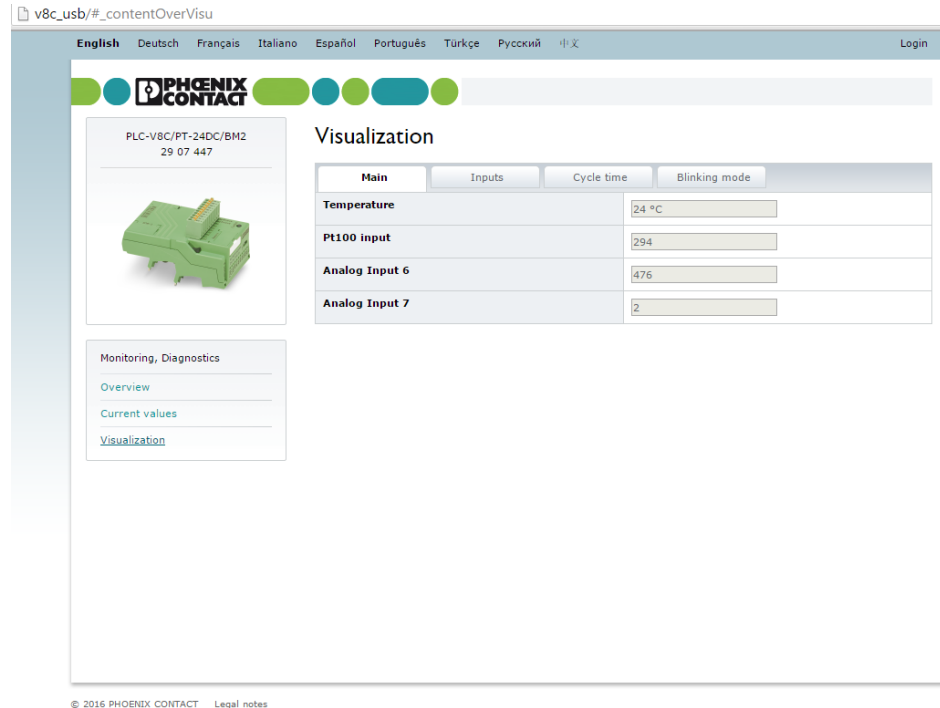 v8c_usb/#_contentOverVisu
English Deutsch Français Italiano Español Português Türkçe Русский 中文 Login
PHŒNIX
CONTACT
PLC-V8C/PT-24DC/BM2
29 07 447
Visualization
Main Inputs Cycle time Blinking mode
Temperature 24 °C
Pt100 input 294
Analog Input 6 476
Analog Input 7 2
Monitoring, Diagnostics
Overview
Current values
Visualization
© 2016 PHOENIX CONTACT Legal notes